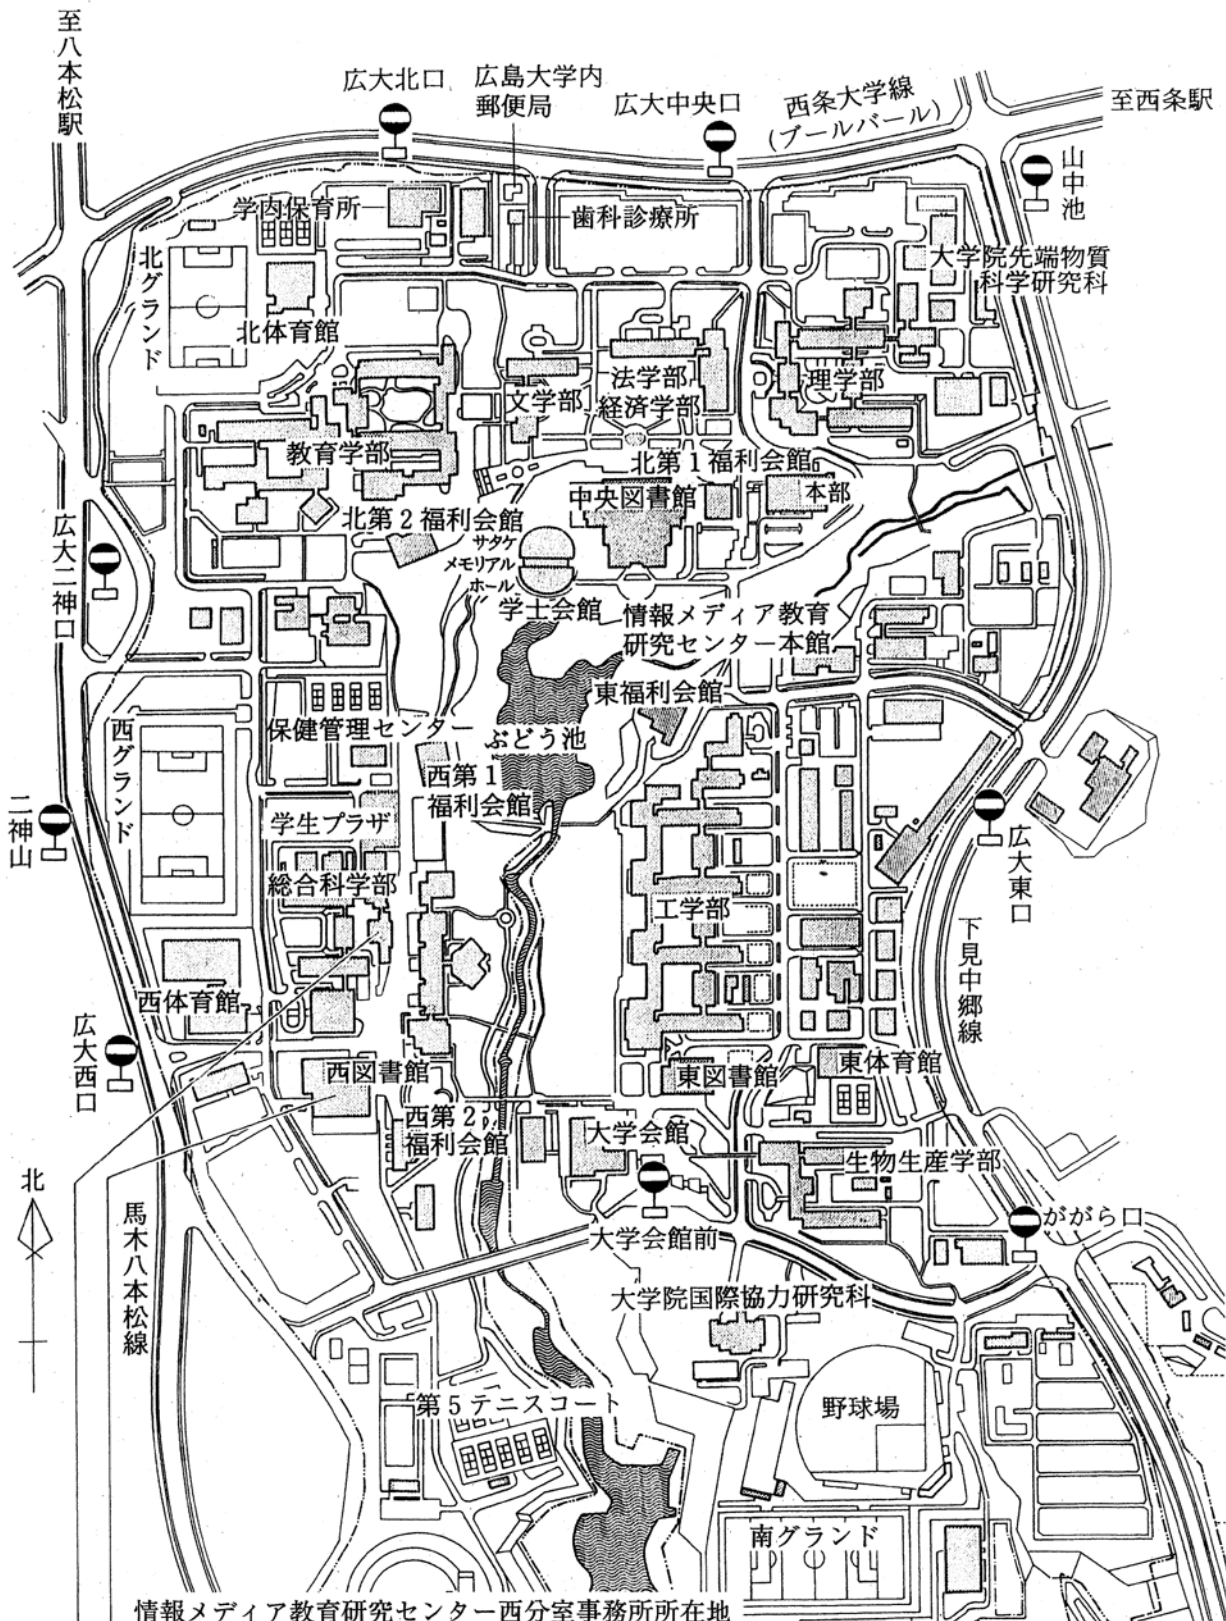 至八本松駅
広大北口
広島大学内
郵便局
広大中央口
西条大学線
(ブールバール)
至西条駅
山中池
学内保育所
歯科診療所
北グランド
大学院先端物質
科学研究科
北体育館
法学部
経済学部
文学部
理学部
教育学部
北第1福利会館
中央図書館
本部
北第2福利会館
サタケ
メモリアル
ホール
学士会館
広大二神口
情報メディア教育
研究センター本館
東福利会館
西グランド
保健管理センター
ぶどう池
西第1
福利会館
二神山
学生プラザ
広大東口
総合科学部
工学部
下見中郷線
西体育館
広大西口
西図書館
東図書館
東体育館
西第2
福利会館
大学会館
生物生産学部
北
馬木八本松線
大学会館前
ががら口
大学院国際協力研究科
第5テニスコート
野球場
南グランド
情報メディア教育研究センター西分室事務所所在地